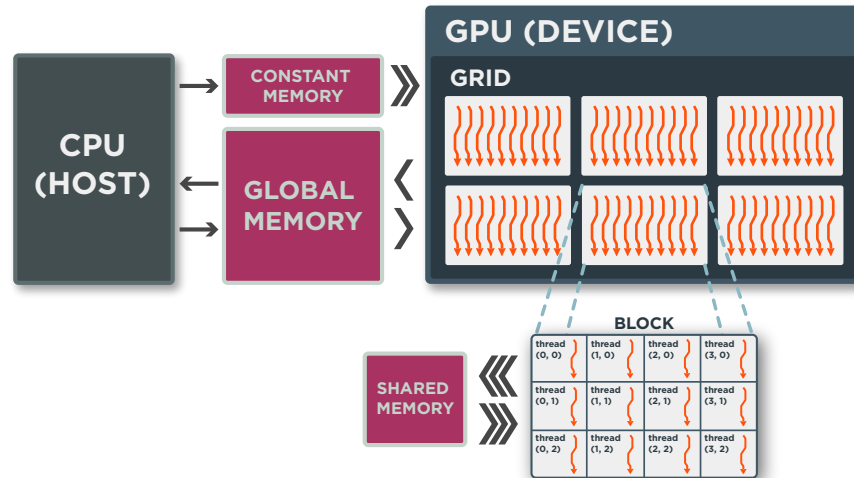 GPU (DEVICE)
GRID
CPU
(HOST)
CONSTANT
MEMORY
GLOBAL
MEMORY
BLOCK
SHARED
MEMORY
thread
(0, 0)
thread
(1, 0)
thread
(2, 0)
thread
(3, 0)
thread
(0, 1)
thread
(1, 1)
thread
(2, 1)
thread
(3, 1)
thread
(0, 2)
thread
(1, 2)
thread
(2, 2)
thread
(3, 2)